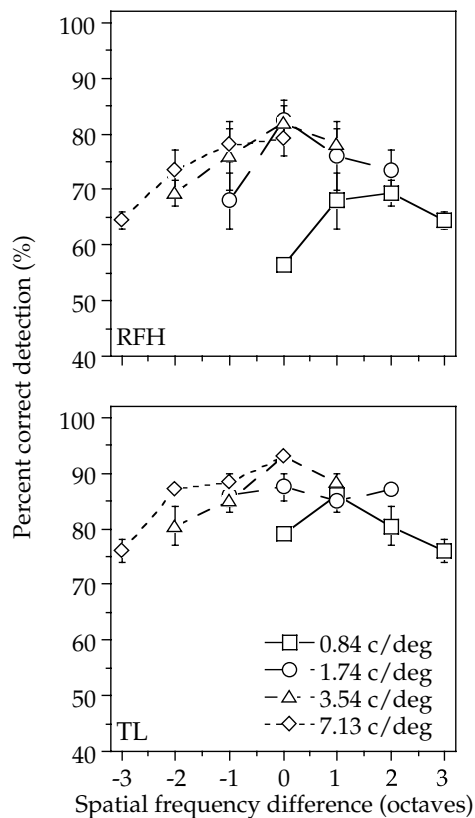 Percent correct detection (%)
100
90
80
70
60
50
40
RFH
100
90
80
70
60
50
40
TL
0.84 c/deg
1.74 c/deg
3.54 c/deg
7.13 c/deg
-3 -2 -1 0 1 2 3
Spatial frequency difference (octaves)